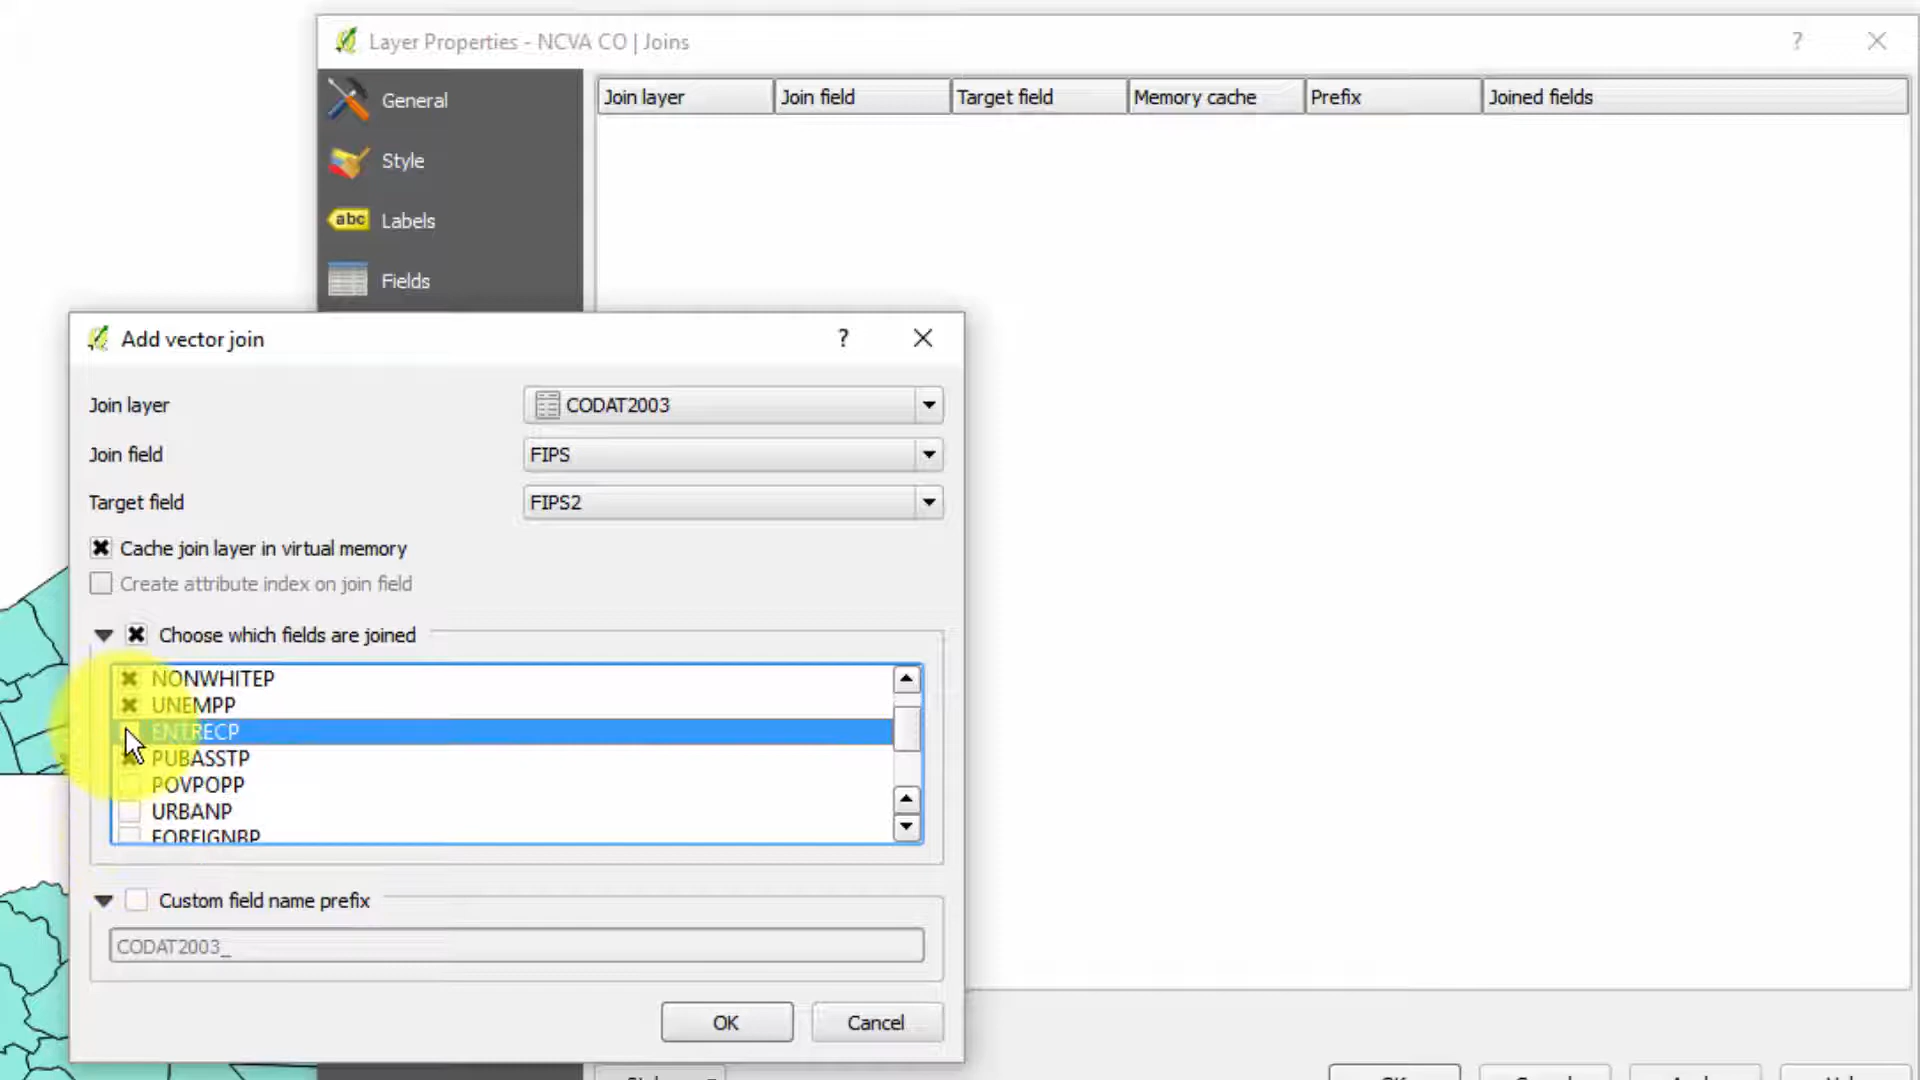 Layer Properties - NCVA CO | Joins
?
General
Style
abc
Labels
Fields
Join layer
Join field
Target field
Memory cache
Prefix
Joined fields
Add vector join
?
Join layer
CODAT2003
Join field
FIPS
Target field
FIPS2
Cache join layer in virtual memory
Create attribute index on join field
Choose which fields are joined
NONWHITEP
UNEMPP
ENTRECP
PUBASSTP
POVPOPP
URBANP
FOREIGNBP
Custom field name prefix
CODAT2003_
OK
Cancel